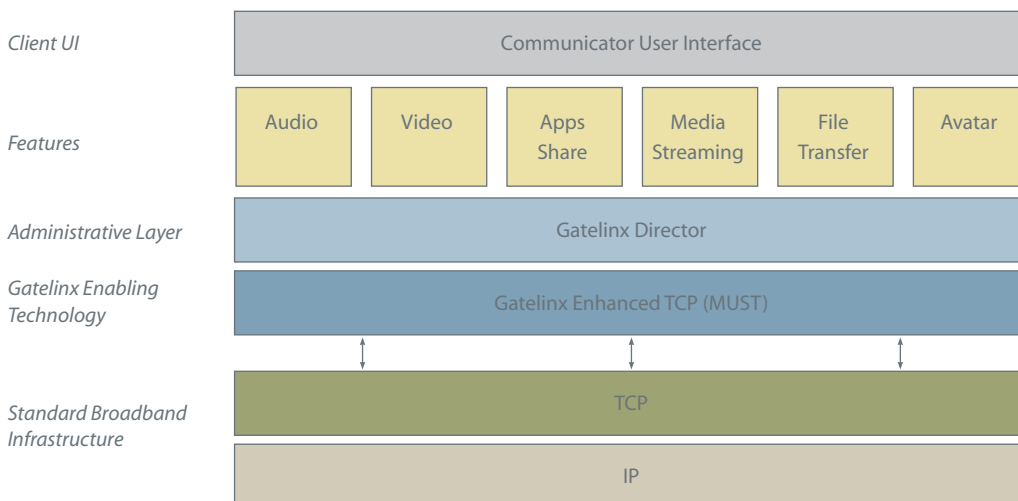 Client UI
Communicator User Interface
Features
Audio
Video
Apps
Share
Media
Streaming
File
Transfer
Avatar
Administrative Layer
Gatelinx Director
Gatelinx Enabling
Technology
Gatelinx Enhanced TCP (MUST)
Standard Broadband
Infrastructure
TCP
IP